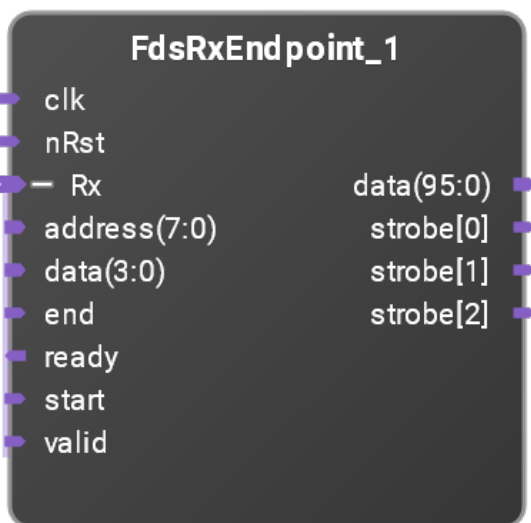 FdsRxEndpoint_1
clk
nRst
Rx data(95:0)
address(7:0) strobe[0]
data(3:0) strobe[1]
end strobe[2]
ready
start
valid